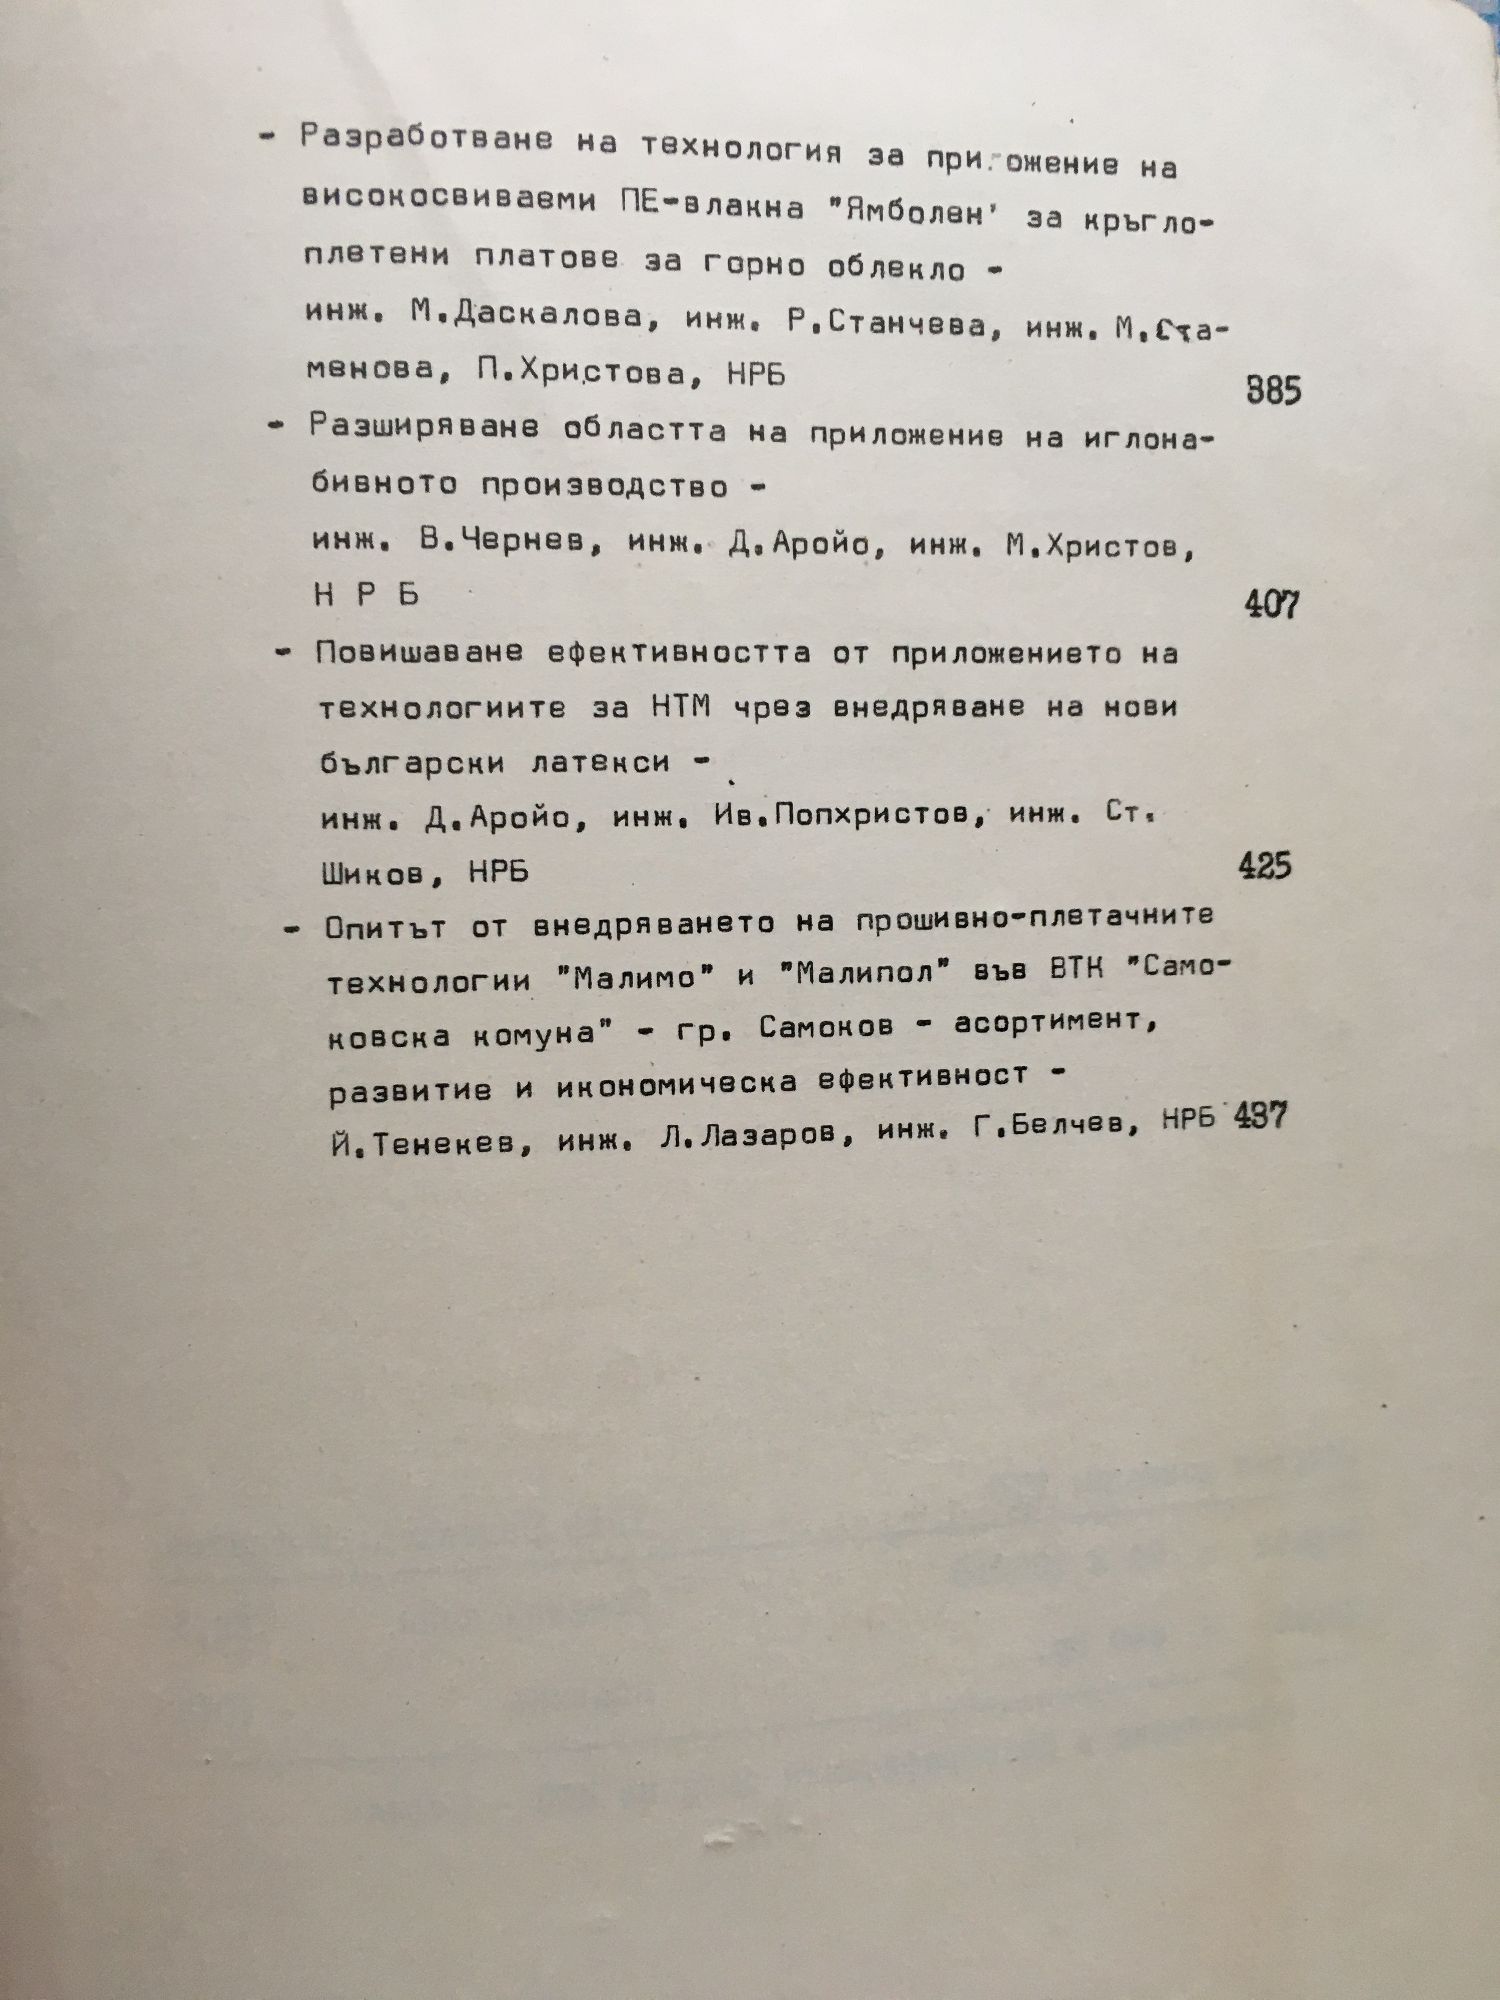 - Разработване на технология за при.ожение на
високосвиваеми ПЕ-влакна "Ямболен' за кръгло-
плетени платове за горно облекло -
инж. М.Даскалова, инж. Р.Станчева, инж. М.Ста-
менова, П.Христова, НРБ 385
- Разширяване областта на приложение на иглона-
бивното производство -
инж. В.Чернев, инж. Д.Аройо, инж. М.Христов,
Н Р Б 407
- Повишаване ефективността от приложението на
технологиите за НТМ чрез внедряване на нови
български латекси -
инж. Д.Аройо, инж. Ив.Попхристов, инж. Ст.
Шиков, НРБ 425
- Опитът от внедряването на прошивно-плетачните
технологии "Малимо" и "Малипол" във ВТК "Само-
ковска комуна" - гр. Самоков - асортимент,
развитие и икономическа ефективност -
Й.Тенекев, инж. Л.Лазаров, инж. Г.Белчев, НРБ 437